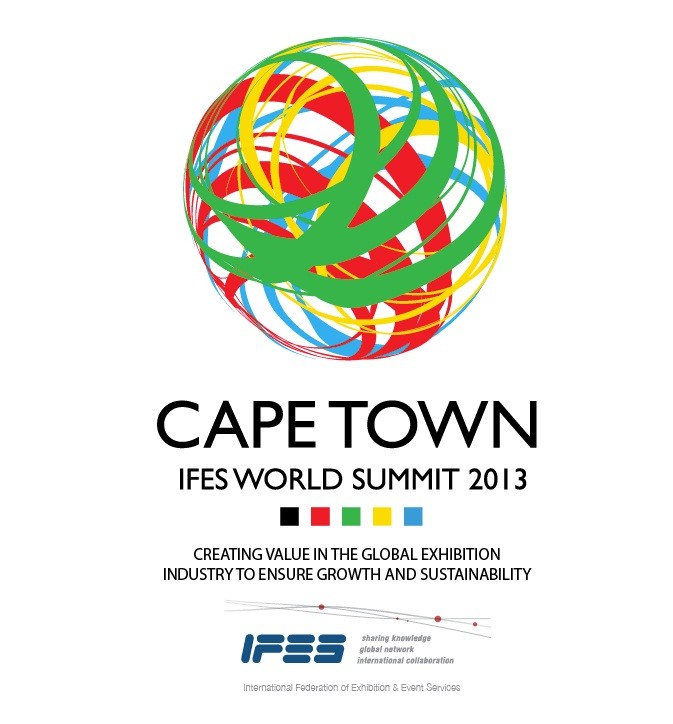 CAPE TOWN
IFES WORLD SUMMIT 2013
CREATING VALUE IN THE GLOBAL EXHIBITION
INDUSTRY TO ENSURE GROWTH AND SUSTAINABILITY
IFES
sharing knowledge
global network
international collaboration
International Federation of Exhibition & Event Services